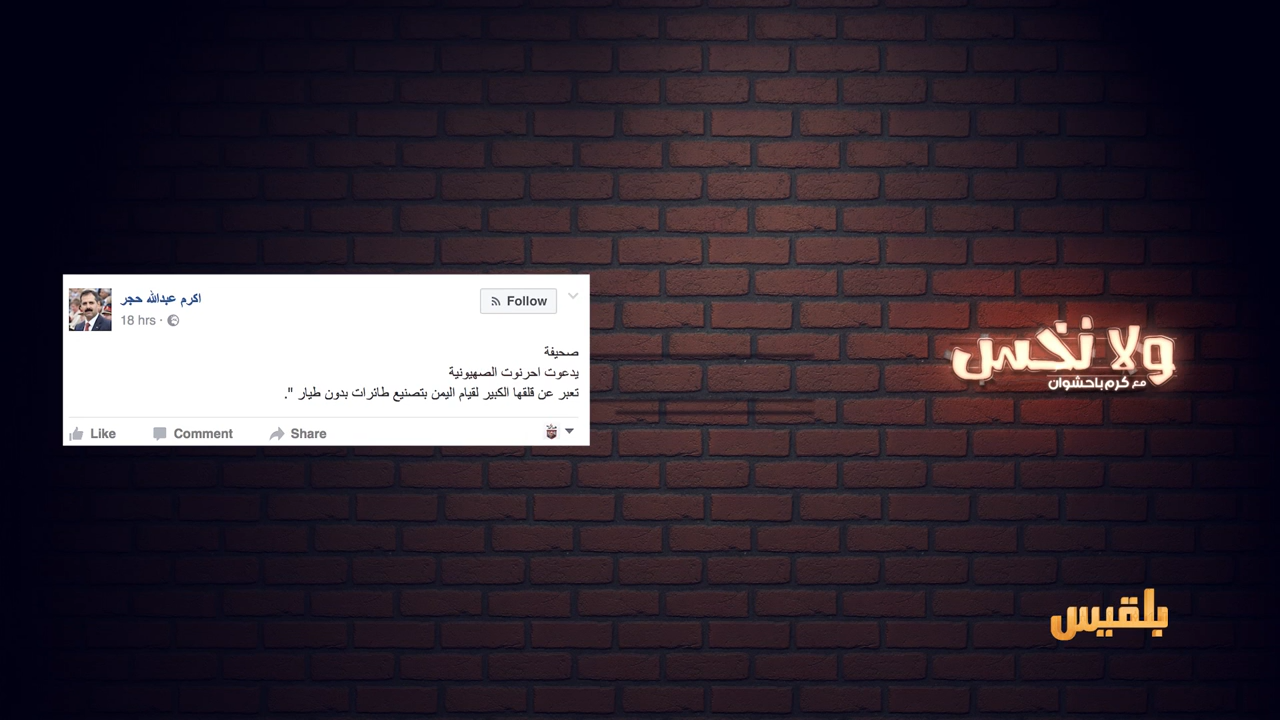 اكرم عبدالله حجر
18 hrs ·
Follow
صحيفة
يدعوت احرنوت الصهيونية
تعبر عن قلقها الكبير لقيام اليمن بتصنيع طائرات بدون طيار ".
Like Comment Share
ولا نخس
مع كرم باحشوان
بلقيس